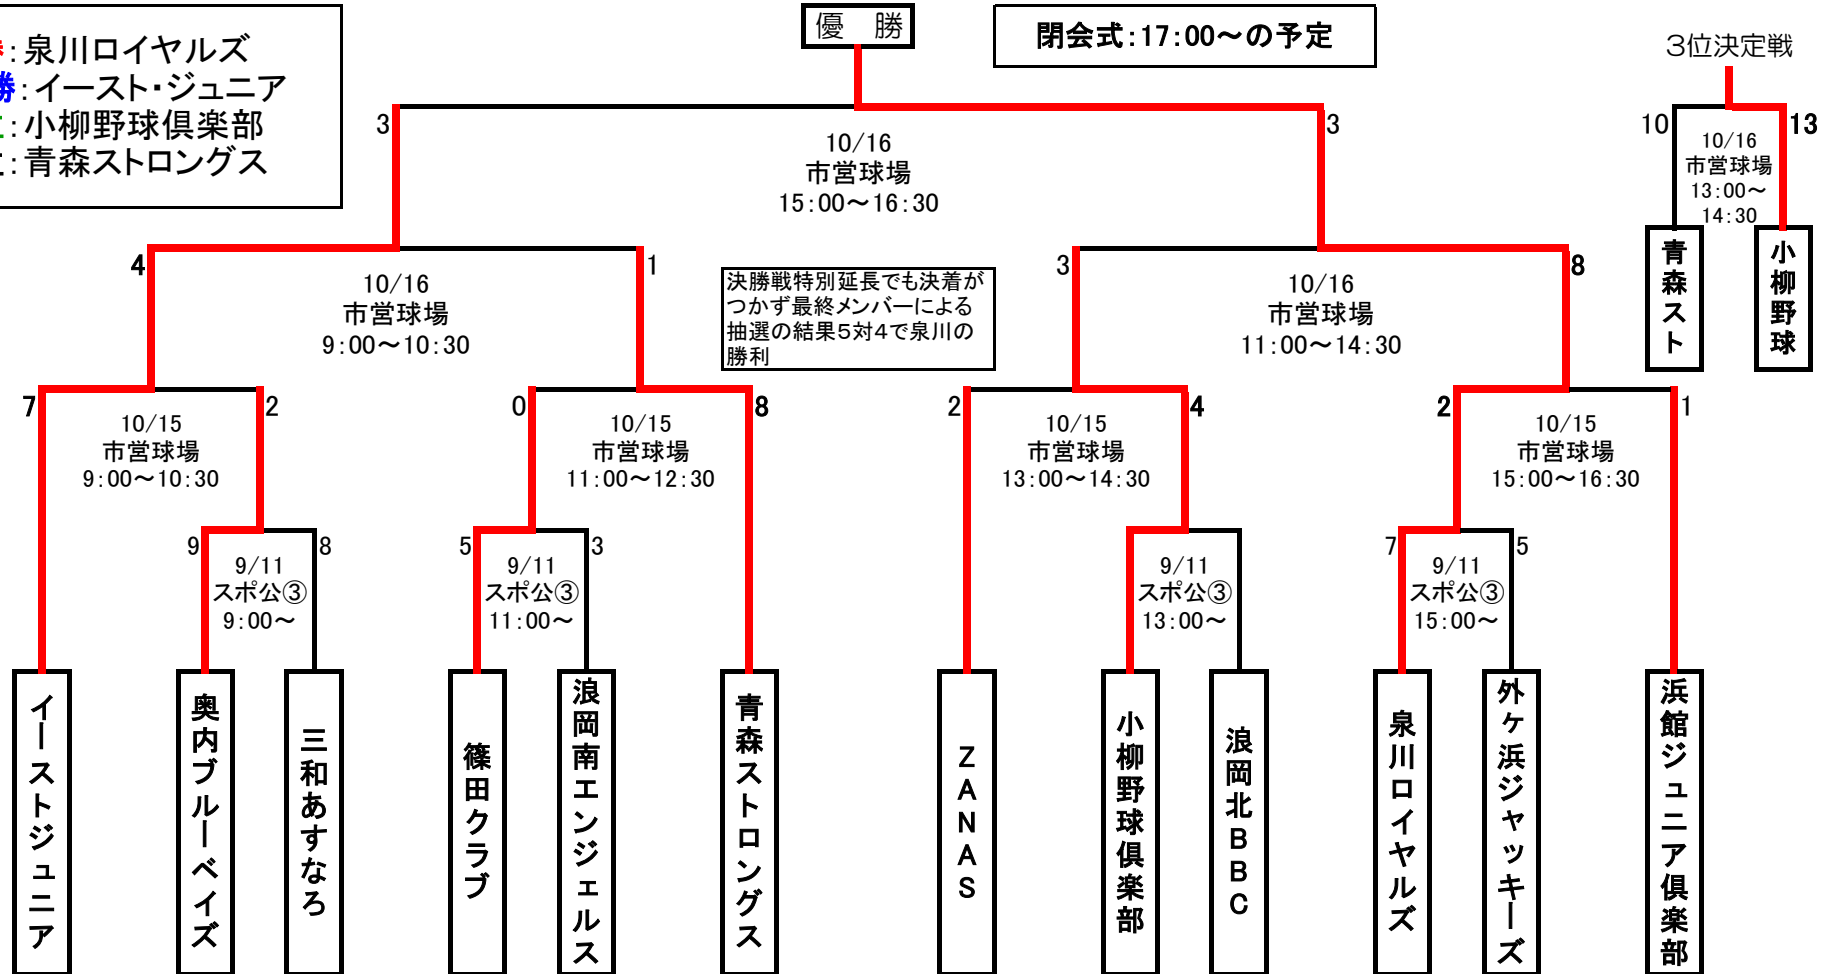 優　勝
閉会式:17:00～の予定
：泉川ロイヤルズ
勝：イースト・ジュニア
：小柳野球倶楽部
：青森ストロングス
3位決定戦
3
3
10/16
市営球場
15:00～16:30
10
13
10/16
市営球場
13:00～
14:30
青森スト
小柳野球
4
1
10/16
市営球場
9:00～10:30
決勝戦特別延長でも決着が
つかず最終メンバーによる
抽選の結果5対4で泉川の
勝利
3
8
10/16
市営球場
11:00～14:30
7
2
10/15
市営球場
9:00～10:30
0
8
10/15
市営球場
11:00～12:30
2
4
10/15
市営球場
13:00～14:30
2
1
10/15
市営球場
15:00～16:30
9
8
9/11
スポ公③
9:00～
5
3
9/11
スポ公③
11:00～
9/11
スポ公③
13:00～
7
5
9/11
スポ公③
15:00～
イーストジュニア
奥内ブルーベイズ
三和あすなろ
篠田クラブ
浪岡南エンジェルス
青森ストロングス
ZANAS
小柳野球倶楽部
浪岡北BBC
泉川ロイヤルズ
外ヶ浜ジャッキーズ
浜館ジュニア倶楽部